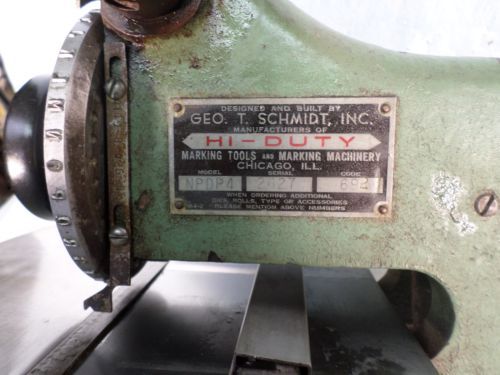 DESIGNED AND BUILT BY
GEO. T. SCHMIDT, INC.
MANUFACTURERS OF
HI-DUTY
MARKING TOOLS AND MARKING MACHINERY
CHICAGO, ILL.
MODEL SERIAL CODE
WHEN ORDERING ADDITIONAL
DIES, ROLLS, TYPE OR ACCESSORIES
PLEASE MENTION ABOVE NUMBERS